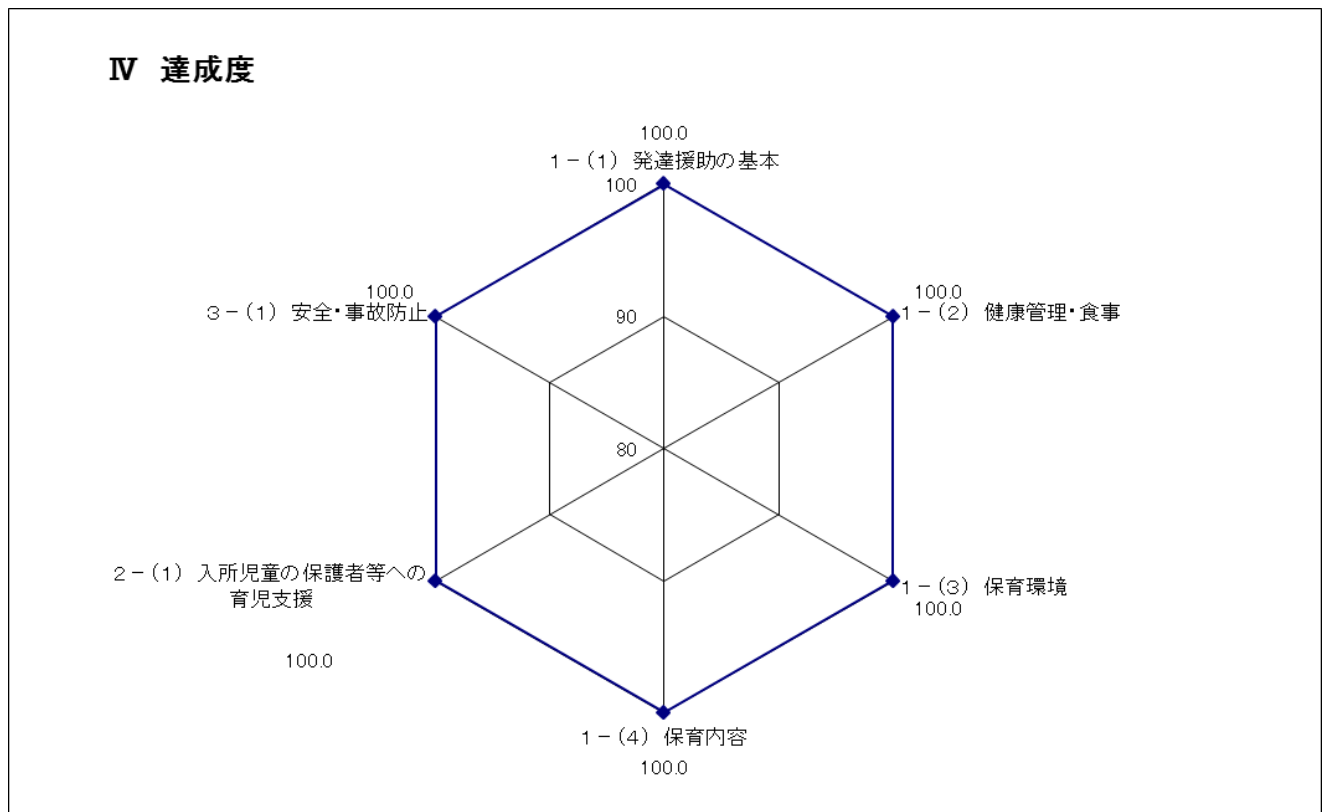 Ⅳ 達成度
100.0
1－(1) 発達援助の基本
100
100.0
3－(1) 安全・事故防止
100.0
1－(2) 健康管理・食事
90
80
2－(1) 入所児童の保護者等への
育児支援
100.0
1－(3) 保育環境
100.0
1－(4) 保育内容
100.0